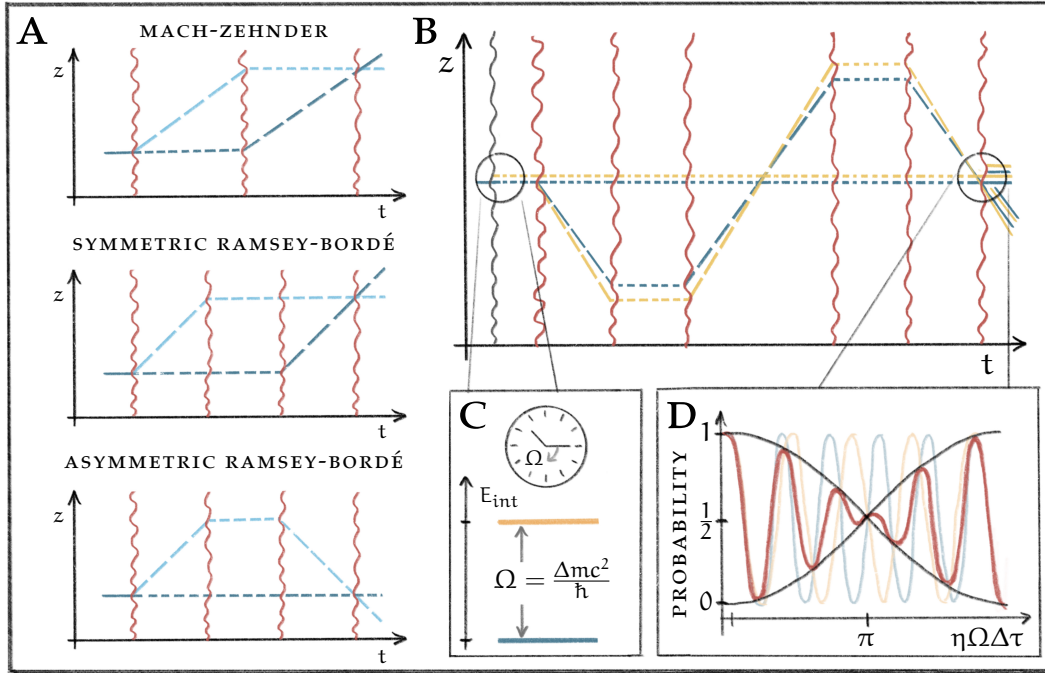 A
MACH-ZEHNDER
z
t
SYMMETRIC RAMSEY-BORDÉ
z
t
ASYMMETRIC RAMSEY-BORDÉ
z
t
B
z
t
C
Ω
E_int
Ω = Δmc²/ħ
D
PROBABILITY
1
1/2
0
π
ηΩΔτ